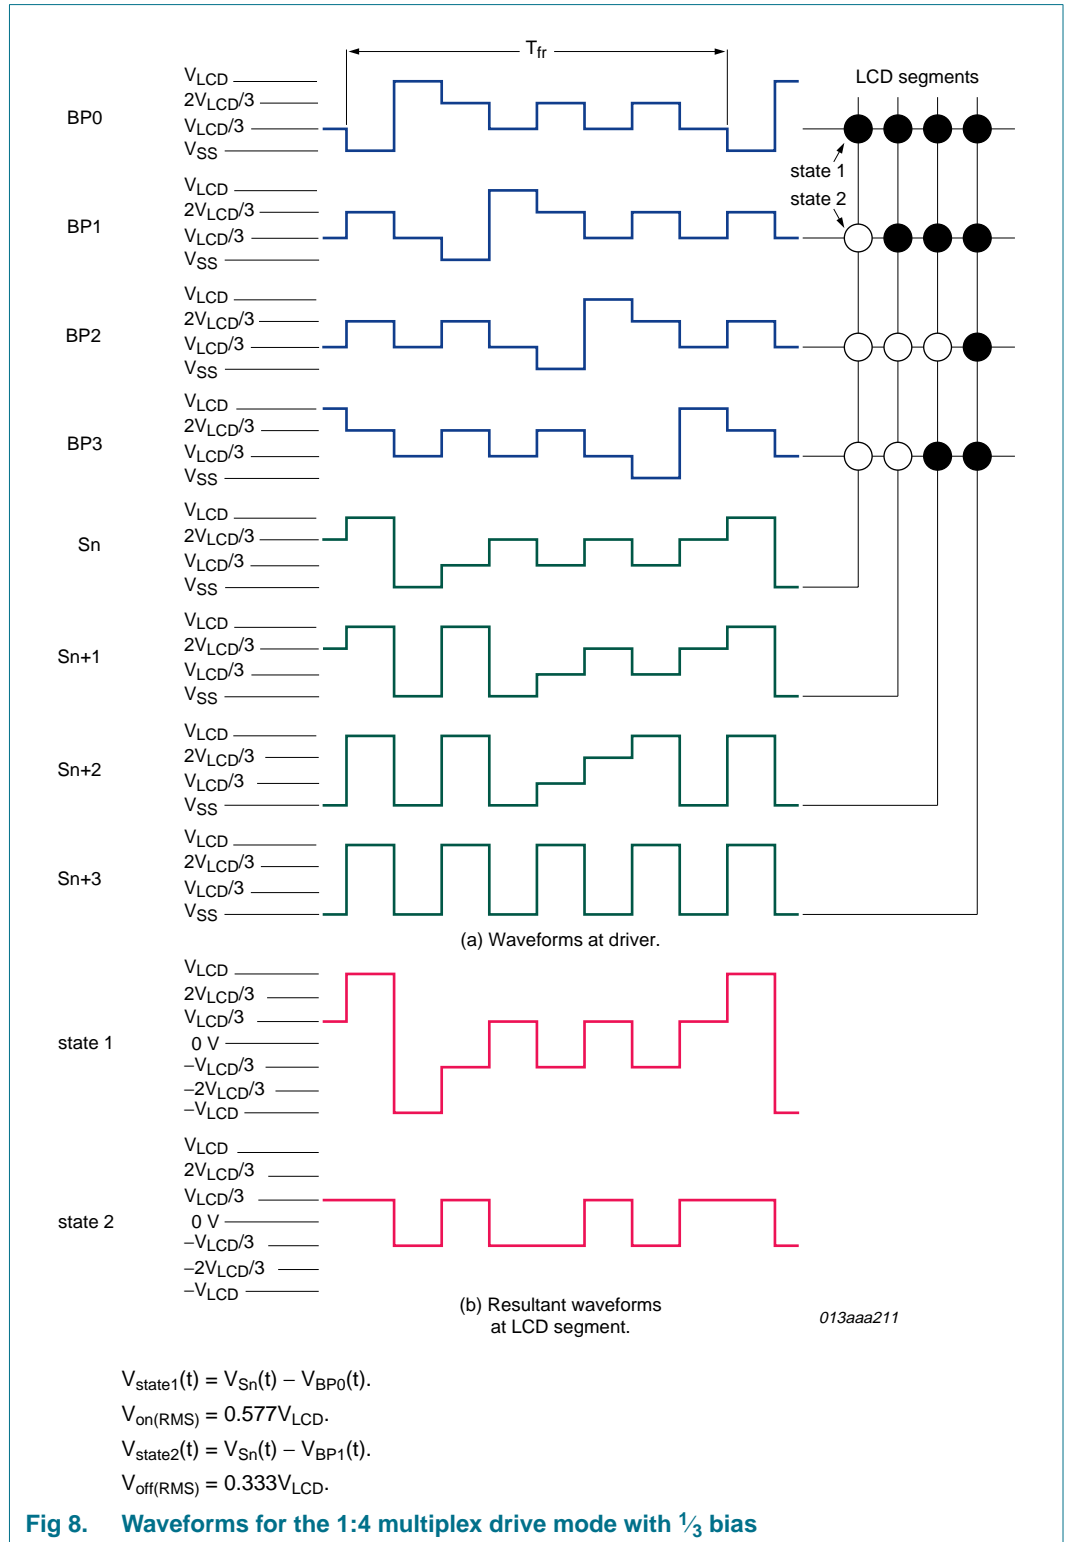 Tfr
BP0
VLCD
2VLCD/3
VLCD/3
VSS
LCD segments
state 1
state 2
BP1
VLCD
2VLCD/3
VLCD/3
VSS
BP2
VLCD
2VLCD/3
VLCD/3
VSS
BP3
VLCD
2VLCD/3
VLCD/3
VSS
Sn
VLCD
2VLCD/3
VLCD/3
VSS
Sn+1
VLCD
2VLCD/3
VLCD/3
VSS
Sn+2
VLCD
2VLCD/3
VLCD/3
VSS
Sn+3
VLCD
2VLCD/3
VLCD/3
VSS
(a) Waveforms at driver.
state 1
VLCD
2VLCD/3
VLCD/3
0 V
−VLCD/3
−2VLCD/3
−VLCD
state 2
VLCD
2VLCD/3
VLCD/3
0 V
−VLCD/3
−2VLCD/3
−VLCD
(b) Resultant waveforms
at LCD segment.
013aaa211
Vstate1(t) = VSn(t) − VBP0(t).
Von(RMS) = 0.577VLCD.
Vstate2(t) = VSn(t) − VBP1(t).
Voff(RMS) = 0.333VLCD.
Fig 8. Waveforms for the 1:4 multiplex drive mode with 1⁄3 bias